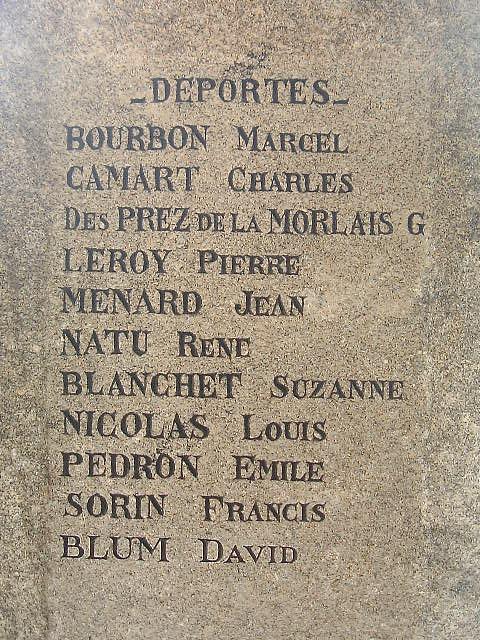 -DEPORTES-
BOURBON MARCEL
CAMART CHARLES
DES PREZ DE LA MORLAIS G
LEROY PIERRE
MENARD JEAN
NATU RENE
BLANCHET SUZANNE
NICOLAS LOUIS
PEDRON EMILE
SORIN FRANCIS
BLUM DAVID